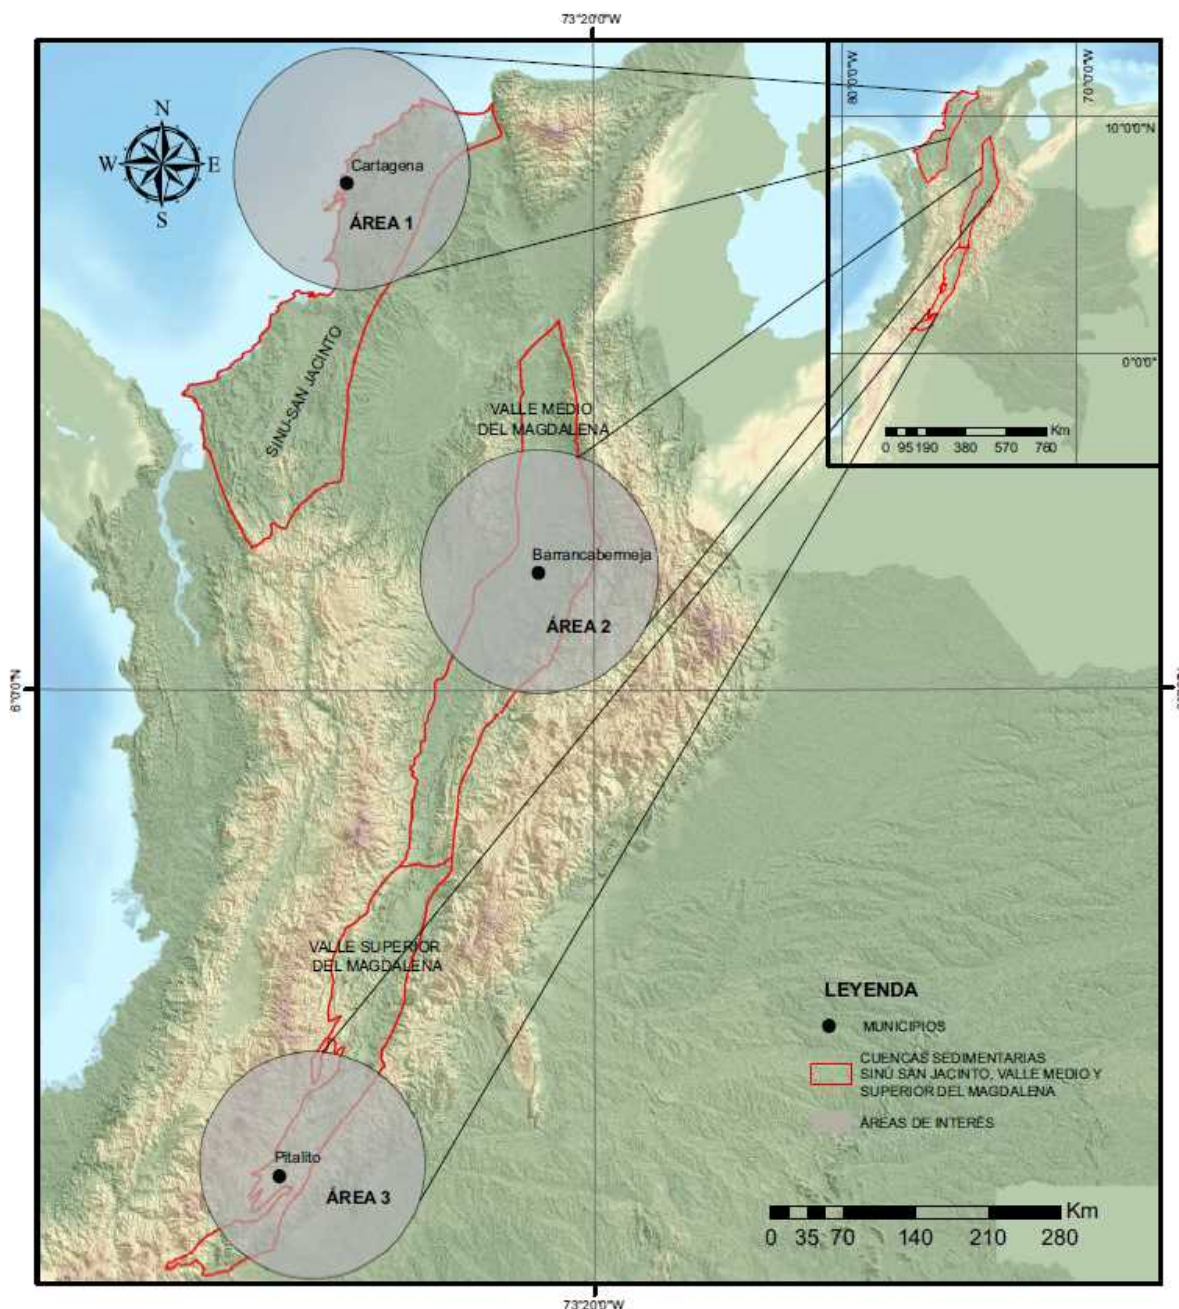 73°20'0"W
80°0'0"W
70°0'0"W
10°0'0"N
0°0'0"
Km
0 95 190 380 570 760
N
W E
S
Cartagena
ÁREA 1
SINÚ-SAN JACINTO
VALLE MEDIO
DEL MAGDALENA
Barrancabermeja
ÁREA 2
6°0'0"N
VALLE SUPERIOR
DEL MAGDALENA
Pitalito
ÁREA 3
LEYENDA
MUNICIPIOS
CUENCAS SEDIMENTARIAS
SINÚ SAN JACINTO, VALLE MEDIO Y
SUPERIOR DEL MAGDALENA
ÁREAS DE INTERÉS
Km
0 35 70 140 210 280
73°20'0"W